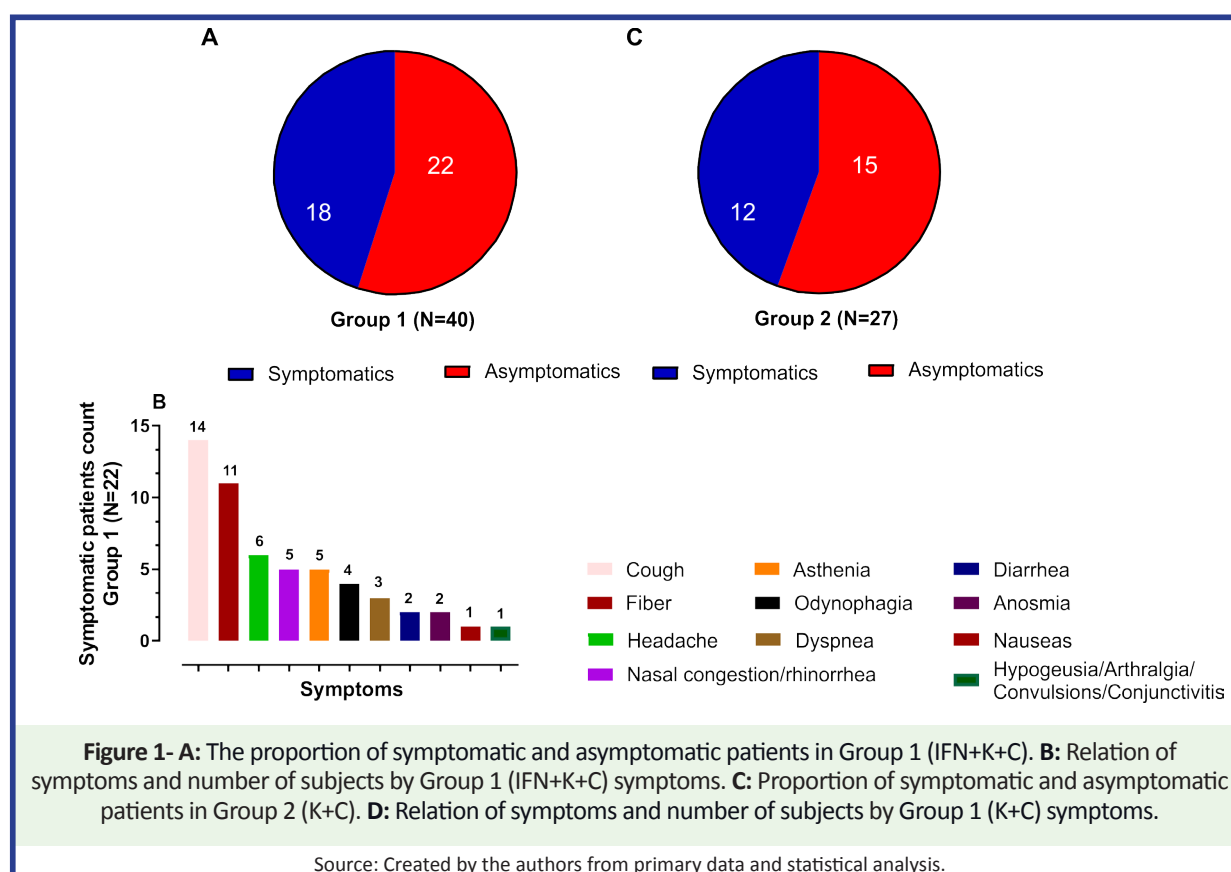 A
C
22
18
15
12
Group 1 (N=40)
Group 2 (N=27)
Symptomatics
Asymptomatics
Symptomatics
Asymptomatics
B
Symptomatic patients count
Group 1 (N=22)
15
10
5
0
14
11
6
5
5
4
3
2
2
1
1
Symptoms
Cough
Asthenia
Diarrhea
Fiber
Odynophagia
Anosmia
Headache
Dyspnea
Nauseas
Nasal congestion/rhinorrhea
Hypogeusia/Arthralgia/
Convulsions/Conjunctivitis
Figure 1- A: The proportion of symptomatic and asymptomatic patients in Group 1 (IFN+K+C). B: Relation of
symptoms and number of subjects by Group 1 (IFN+K+C) symptoms. C: Proportion of symptomatic and asymptomatic
patients in Group 2 (K+C). D: Relation of symptoms and number of subjects by Group 1 (K+C) symptoms.
Source: Created by the authors from primary data and statistical analysis.